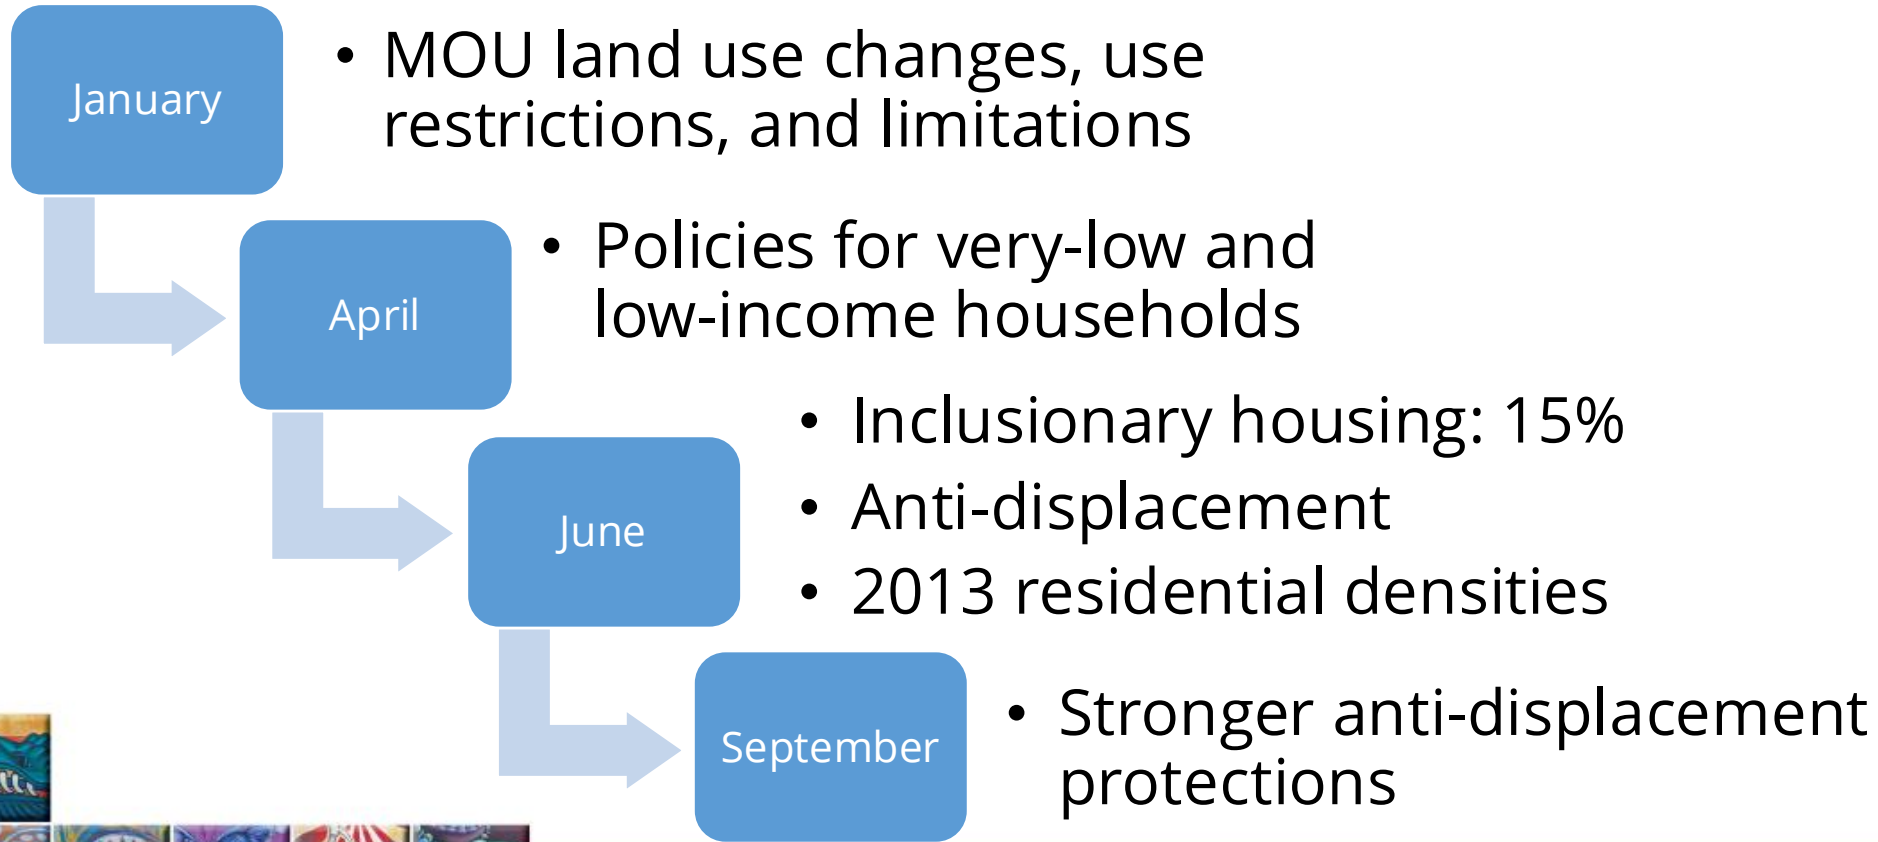 January
• MOU land use changes, use
restrictions, and limitations
April
• Policies for very-low and
low-income households
June
• Inclusionary housing: 15%
• Anti-displacement
• 2013 residential densities
September
• Stronger anti-displacement
protections